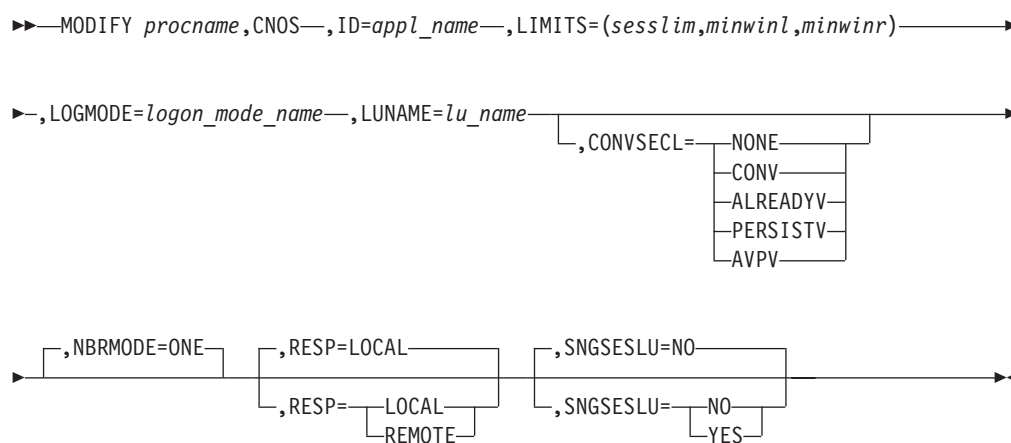 MODIFY procname,CNOS ,ID=appl_name ,LIMITS=(sesslim,minwinl,minwinr)
,LOGMODE=logon_mode_name ,LUNAME=lu_name
,CONVSECL= NONE
CONV
ALREADYV
PERSISTV
AVPV
,NBRMODE=ONE ,RESP=LOCAL ,SNGSESLU=NO
,RESP= LOCAL ,SNGSESLU= NO
REMOTE YES